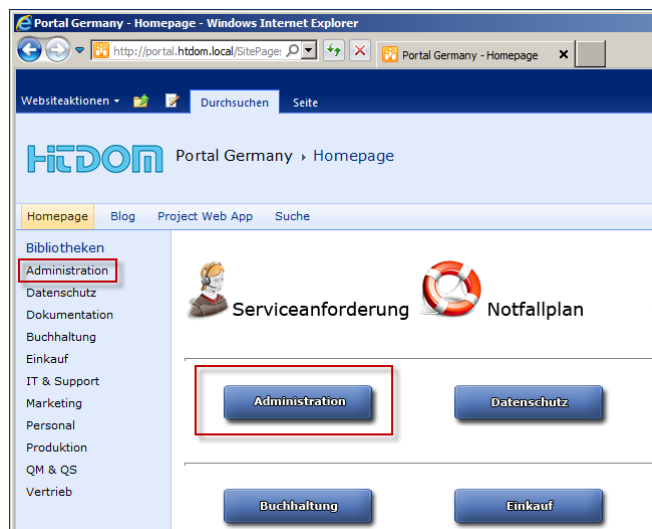 Portal Germany - Homepage - Windows Internet Explorer
http://portal.htdom.local/SitePage:
Portal Germany - Homepage
Websiteaktionen
Durchsuchen
Seite
HiTDOM
Portal Germany
Homepage
Homepage
Blog
Project Web App
Suche
Bibliotheken
Administration
Datenschutz
Dokumentation
Buchhaltung
Einkauf
IT & Support
Marketing
Personal
Produktion
QM & QS
Vertrieb
Serviceanforderung
Notfallplan
Administration
Datenschutz
Buchhaltung
Einkauf